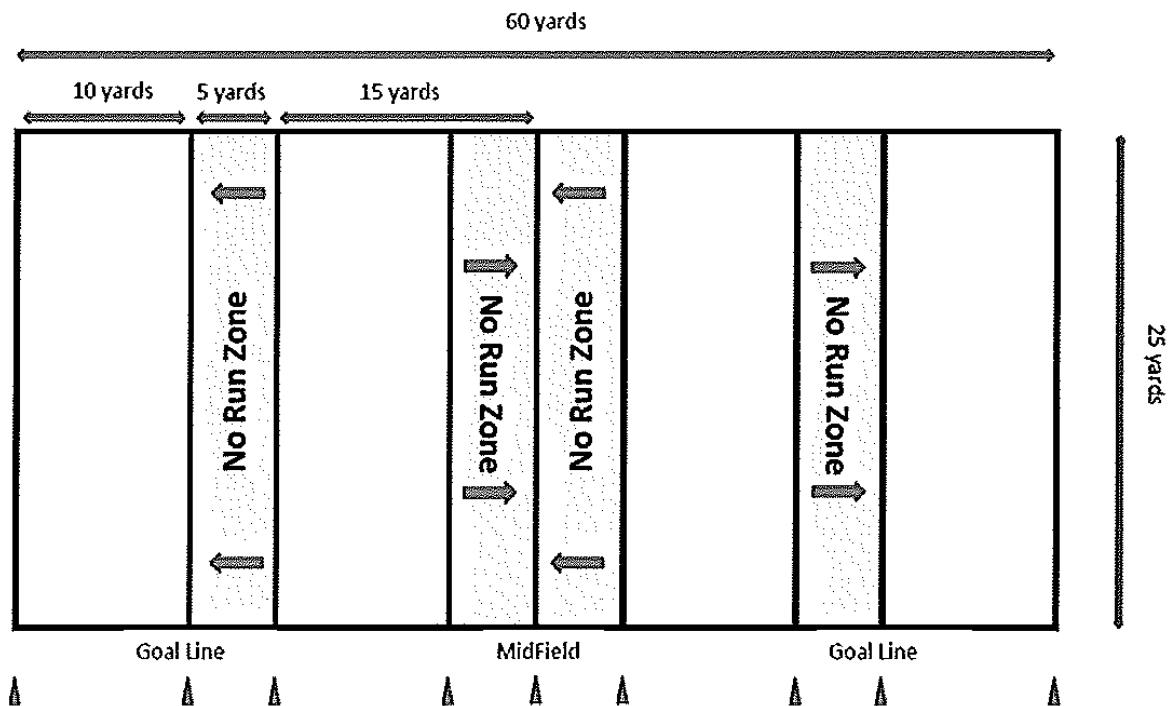 60 yards
10 yards
5 yards
15 yards
No Run Zone
No Run Zone
No Run Zone
No Run Zone
25 yards
Goal Line
MidField
Goal Line